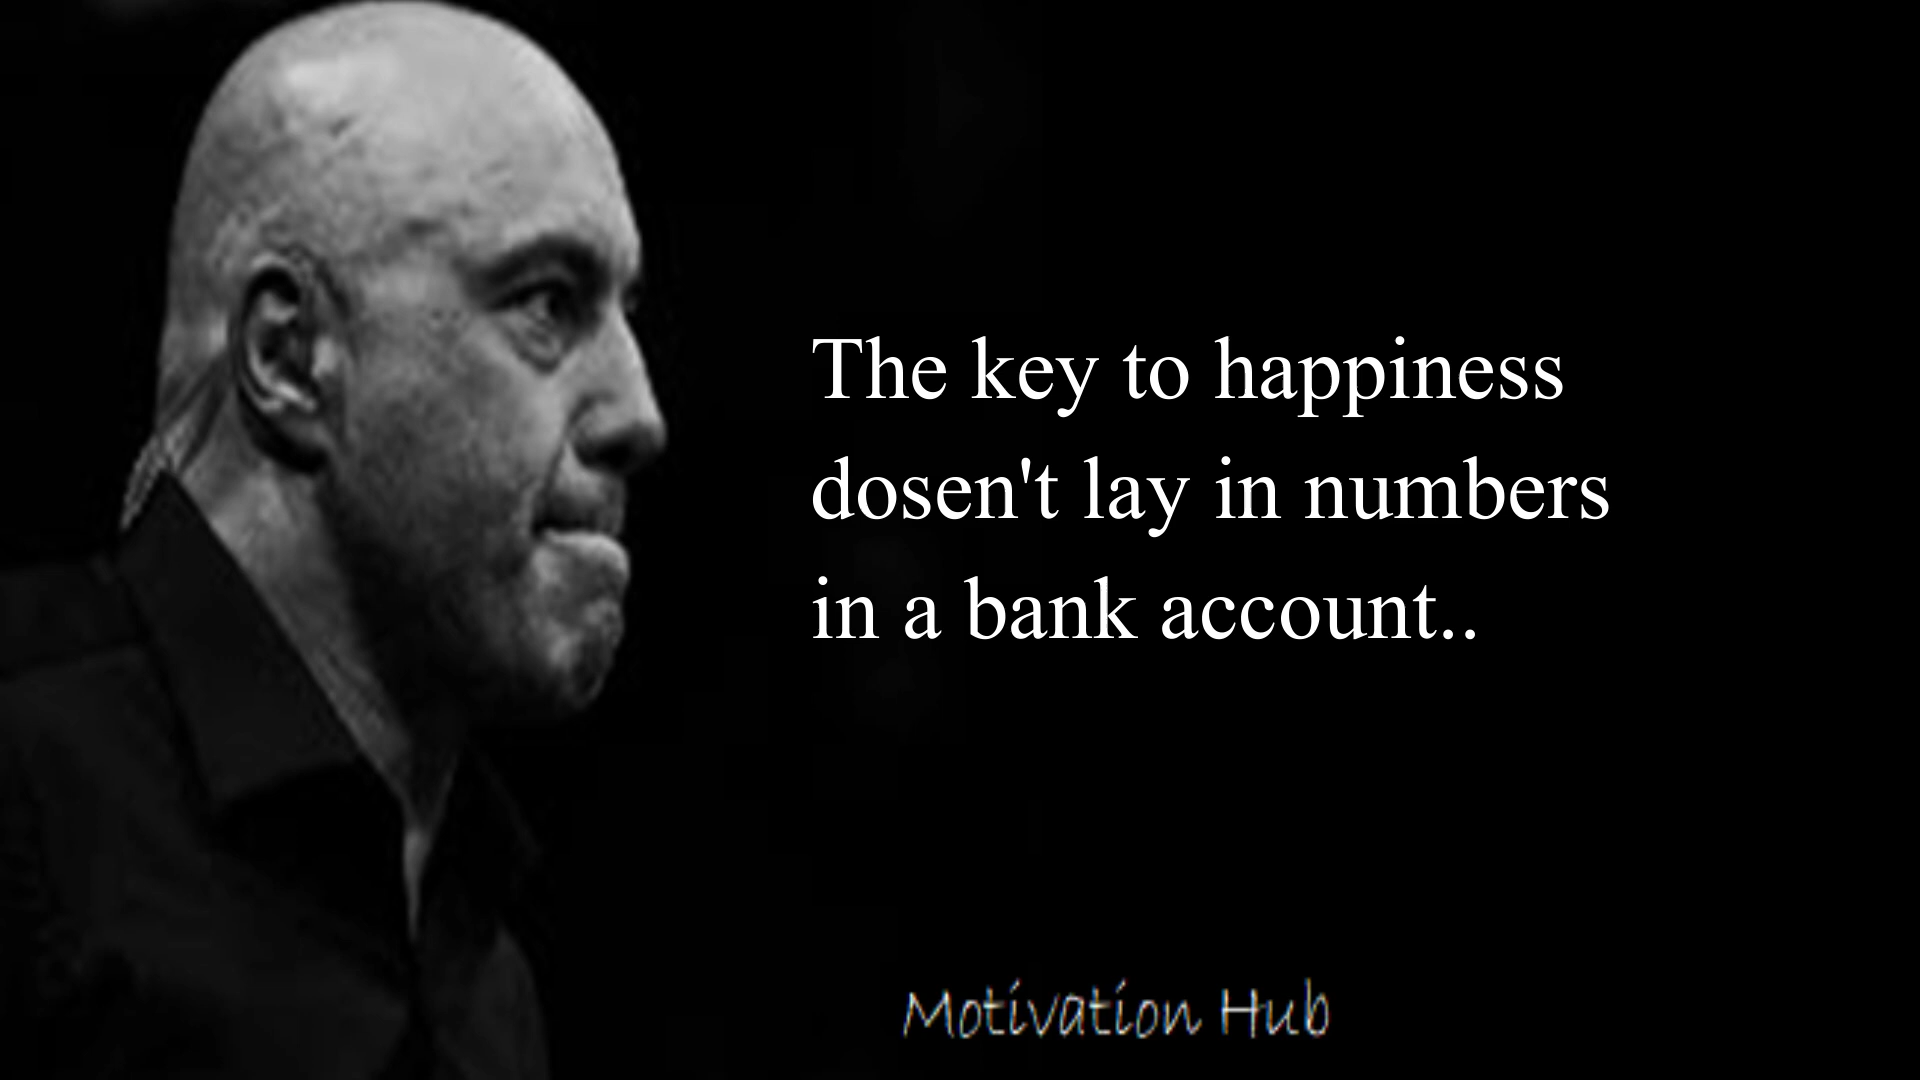 The key to happiness
dosen't lay in numbers
in a bank account..
Motivation Hub